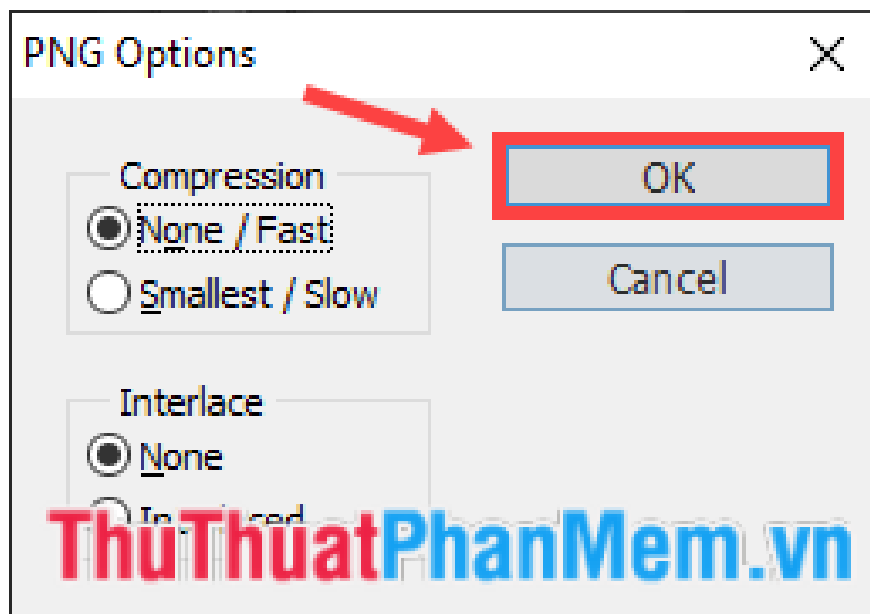 PNG Options
Compression
OK
None / Fast
Cancel
Smallest / Slow
Interlace
None
ThuThuatPhanMem.vn